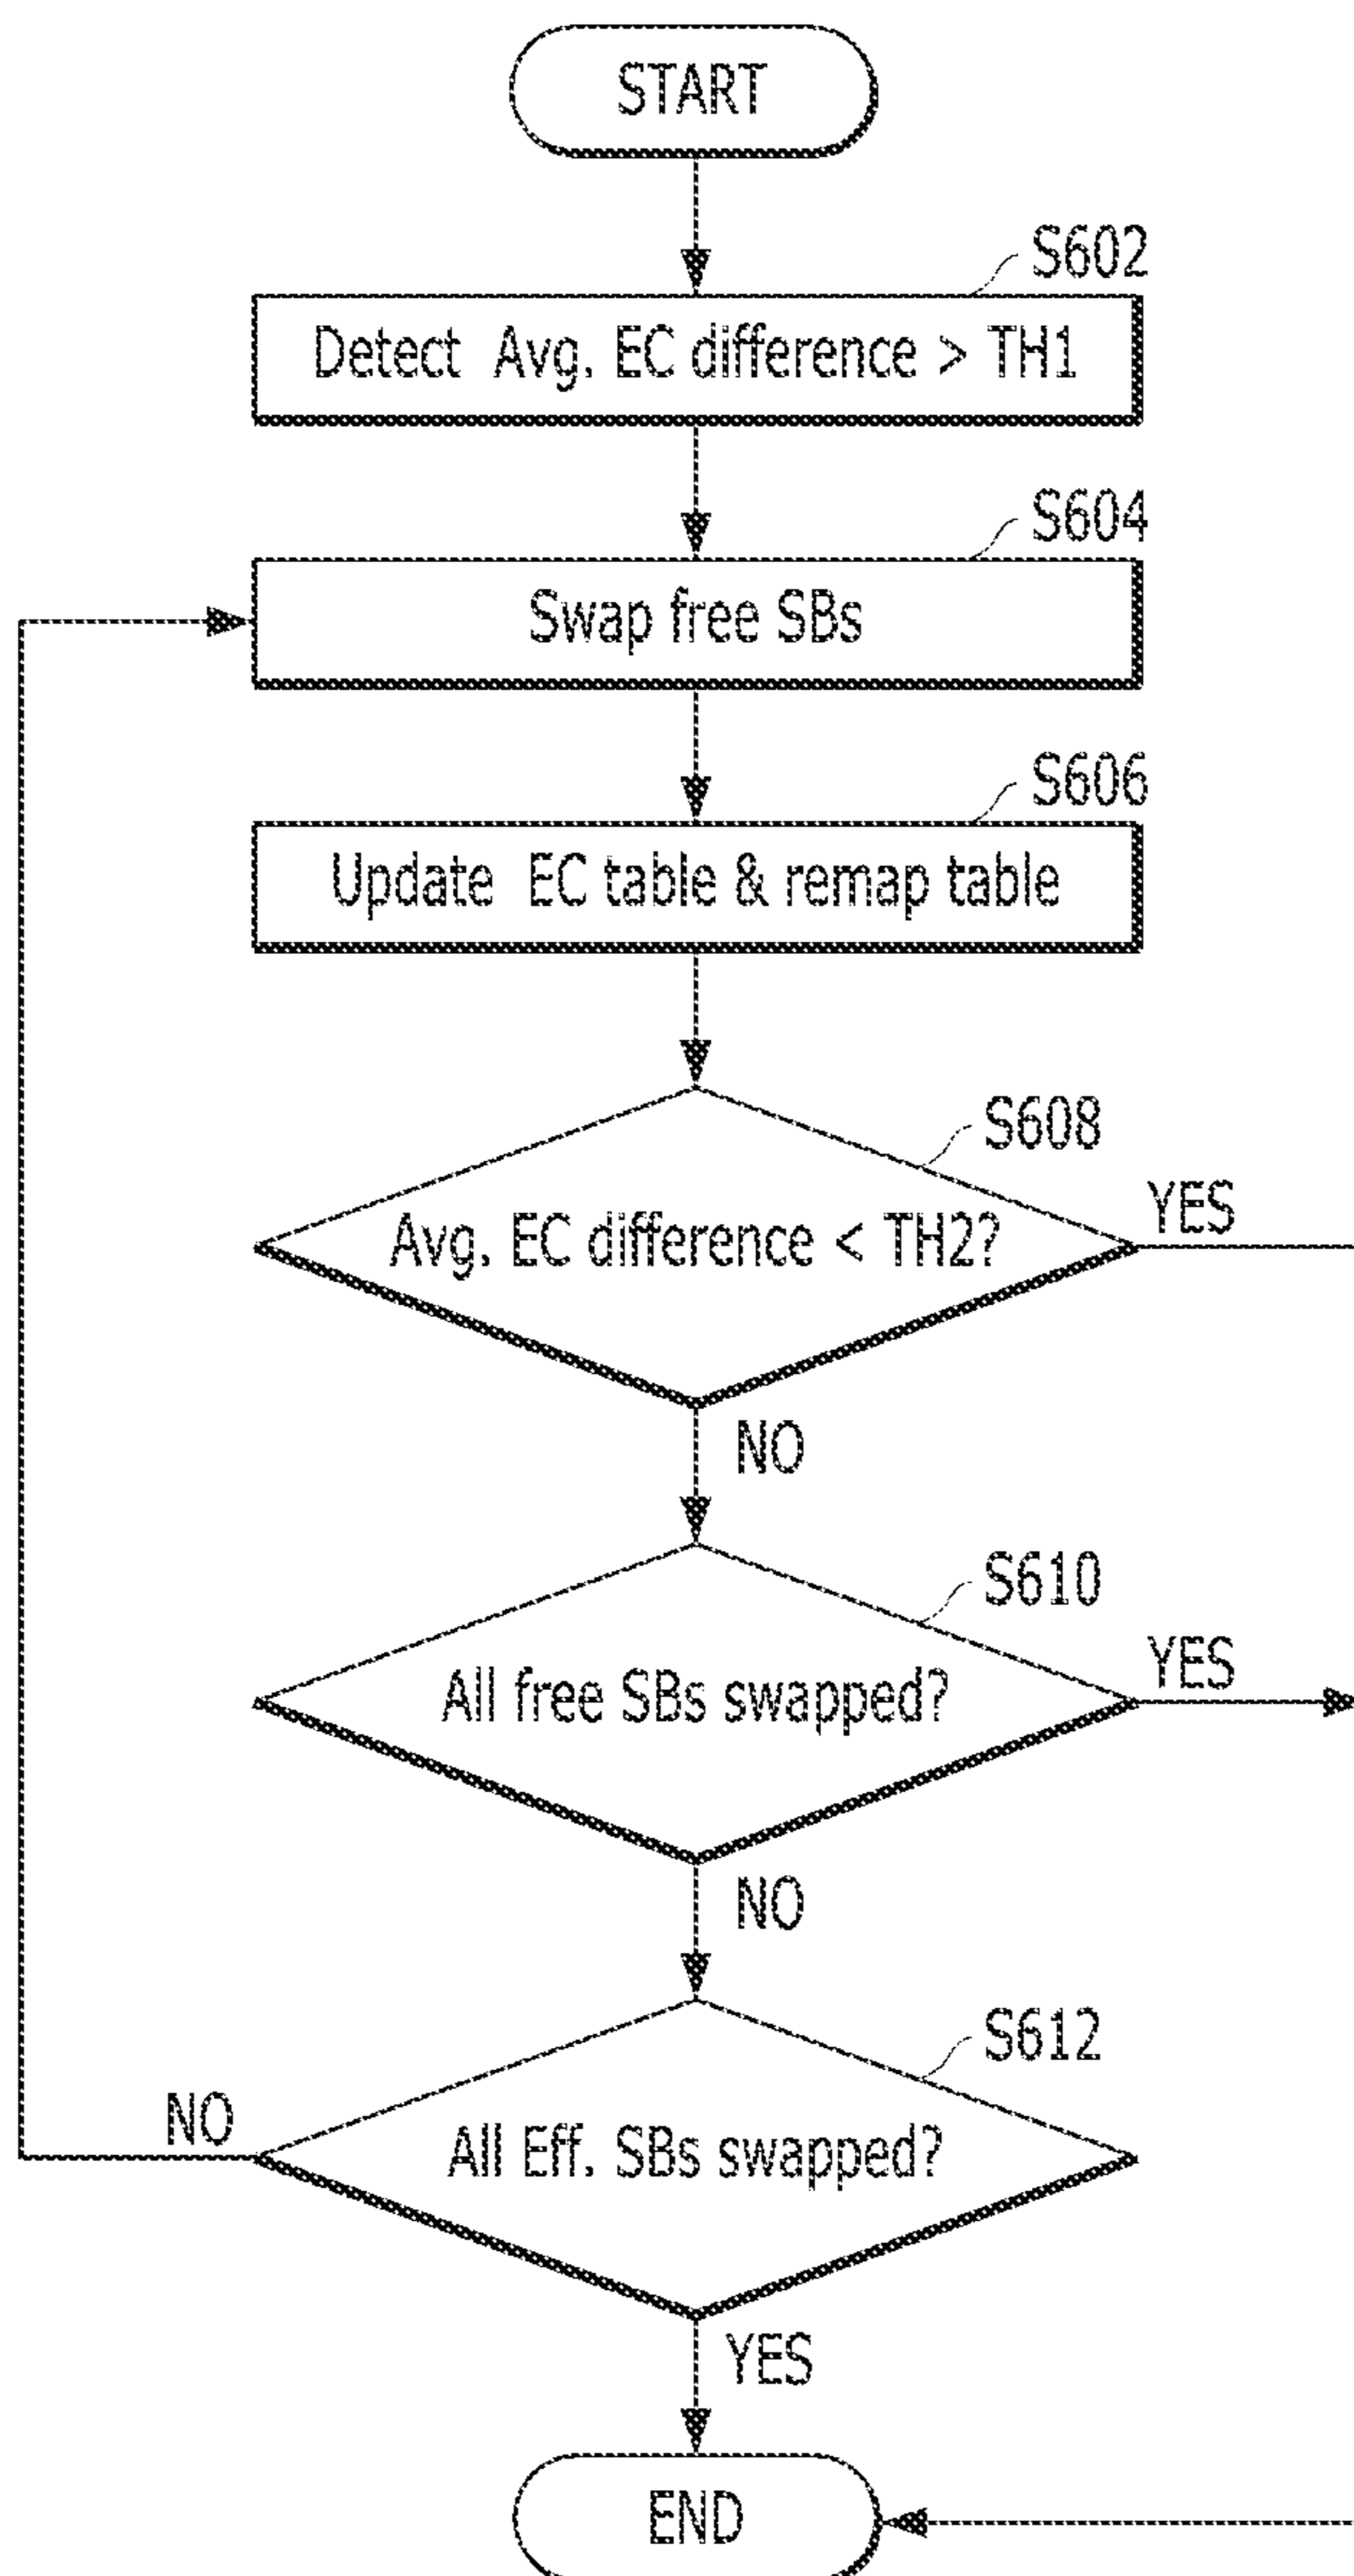 START
S602
Detect Avg. EC difference > TH1
S604
Swap free SBs
S606
Update EC table & remap table
S608
Avg. EC difference < TH2?
YES
NO
S610
All free SBs swapped?
YES
NO
S612
All Eff. SBs swapped?
NO
YES
END